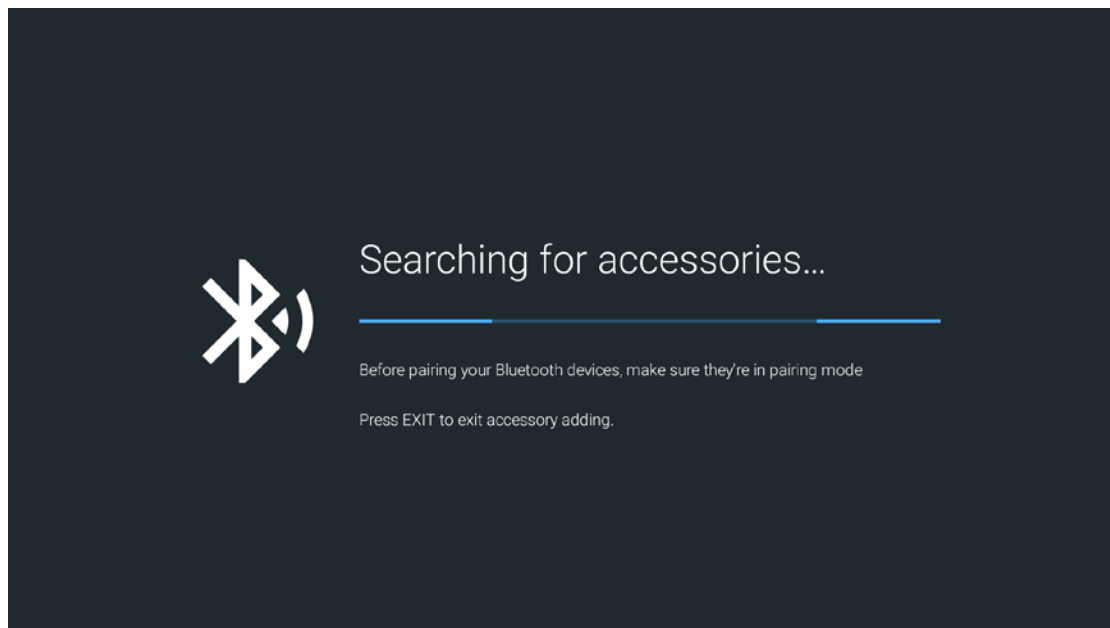 Searching for accessories...
Before pairing your Bluetooth devices, make sure they're in pairing mode
Press EXIT to exit accessory adding.